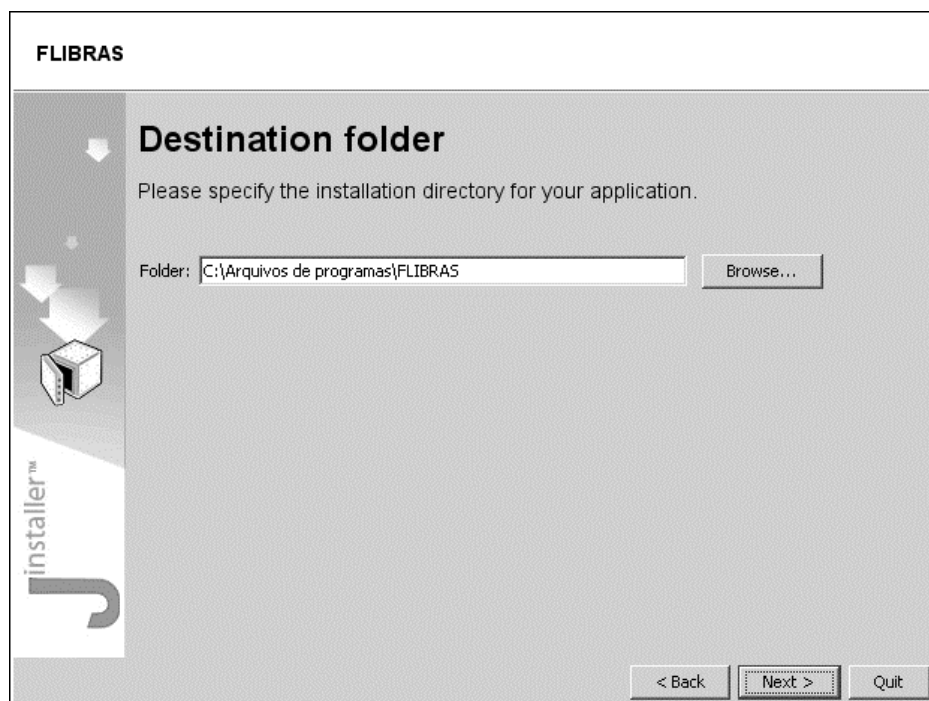 FLIBRAS
Destination folder
Please specify the installation directory for your application.
Folder: C:\Arquivos de programas\FLIBRAS Browse...
J installer™
< Back Next > Quit